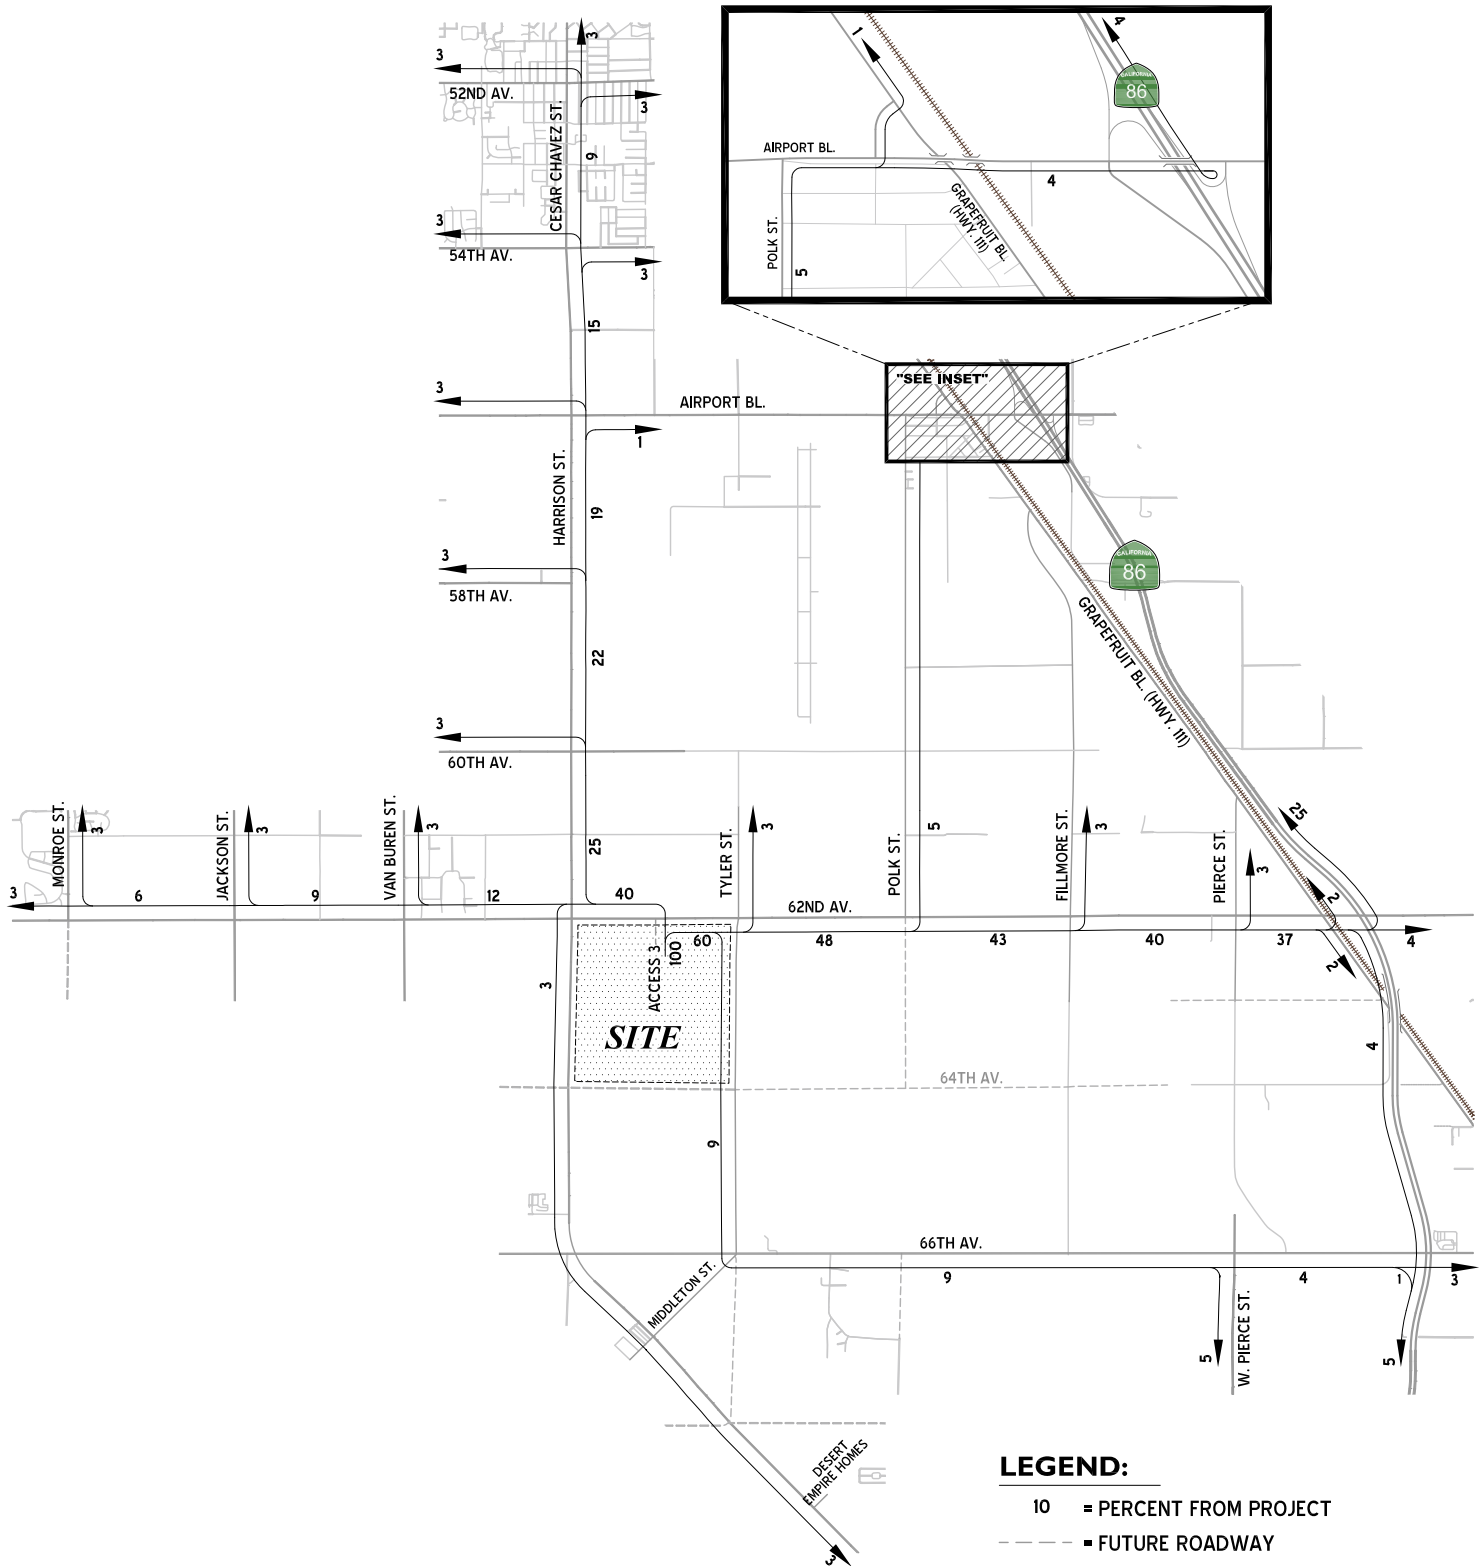 3
4
1
CALIFORNIA
86
3
52ND AV.
3
CESAR CHAVEZ ST.
9
AIRPORT BL.
4
GRAPEFRUIT BL.
(HWY. 111)
POLK ST.
5
3
54TH AV.
3
15
"SEE INSET"
3
AIRPORT BL.
1
HARRISON ST.
19
3
58TH AV.
CALIFORNIA
86
GRAPEFRUIT BL. (HWY. 111)
22
3
60TH AV.
MONROE ST.
3
JACKSON ST.
3
VAN BUREN ST.
3
25
TYLER ST.
3
POLK ST.
5
FILLMORE ST.
3
PIERCE ST.
3
25
3
6
9
12
40
62ND AV.
2
60
48
43
40
37
4
2
ACCESS 3
100
3
SITE
4
64TH AV.
9
66TH AV.
9
4
1
3
MIDDLETON ST.
5
W. PIERCE ST.
5
DESERT
EMPIRE HOMES
3
LEGEND:
10 = PERCENT FROM PROJECT
= FUTURE ROADWAY